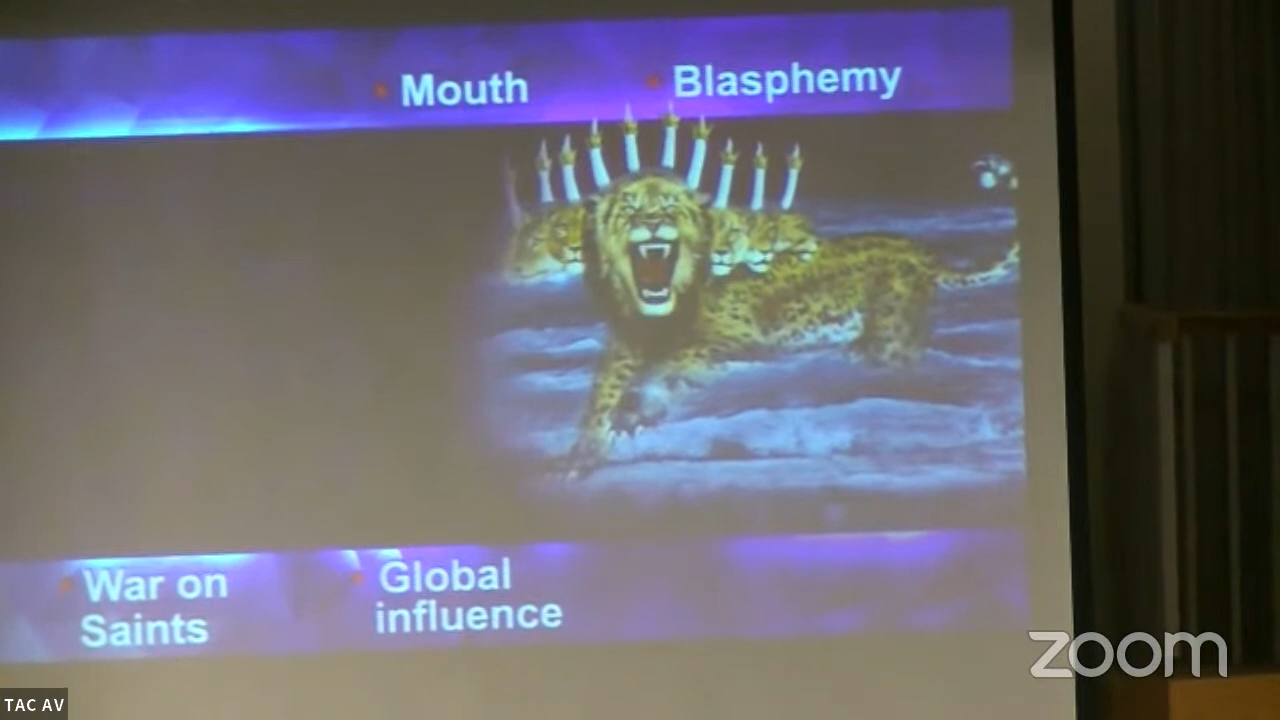 Mouth
Blasphemy
War on
Saints
Global
influence
zoom
TAC AV